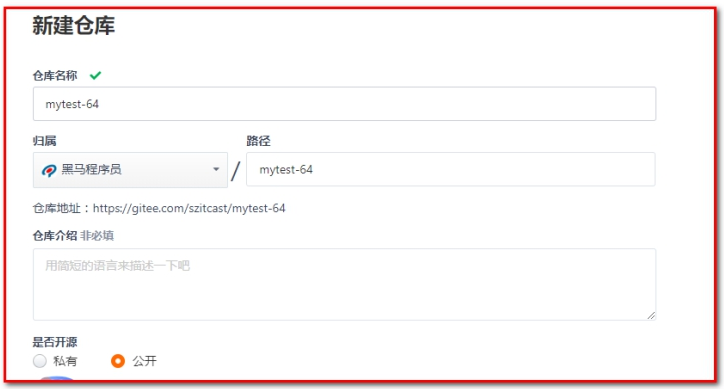 新建仓库
仓库名称
mytest-64
归属 路径
黑马程序员 / mytest-64
仓库地址：https://gitee.com/szitcast/mytest-64
仓库介绍 非必填
用简短的语言来描述一下吧
是否开源
私有 公开